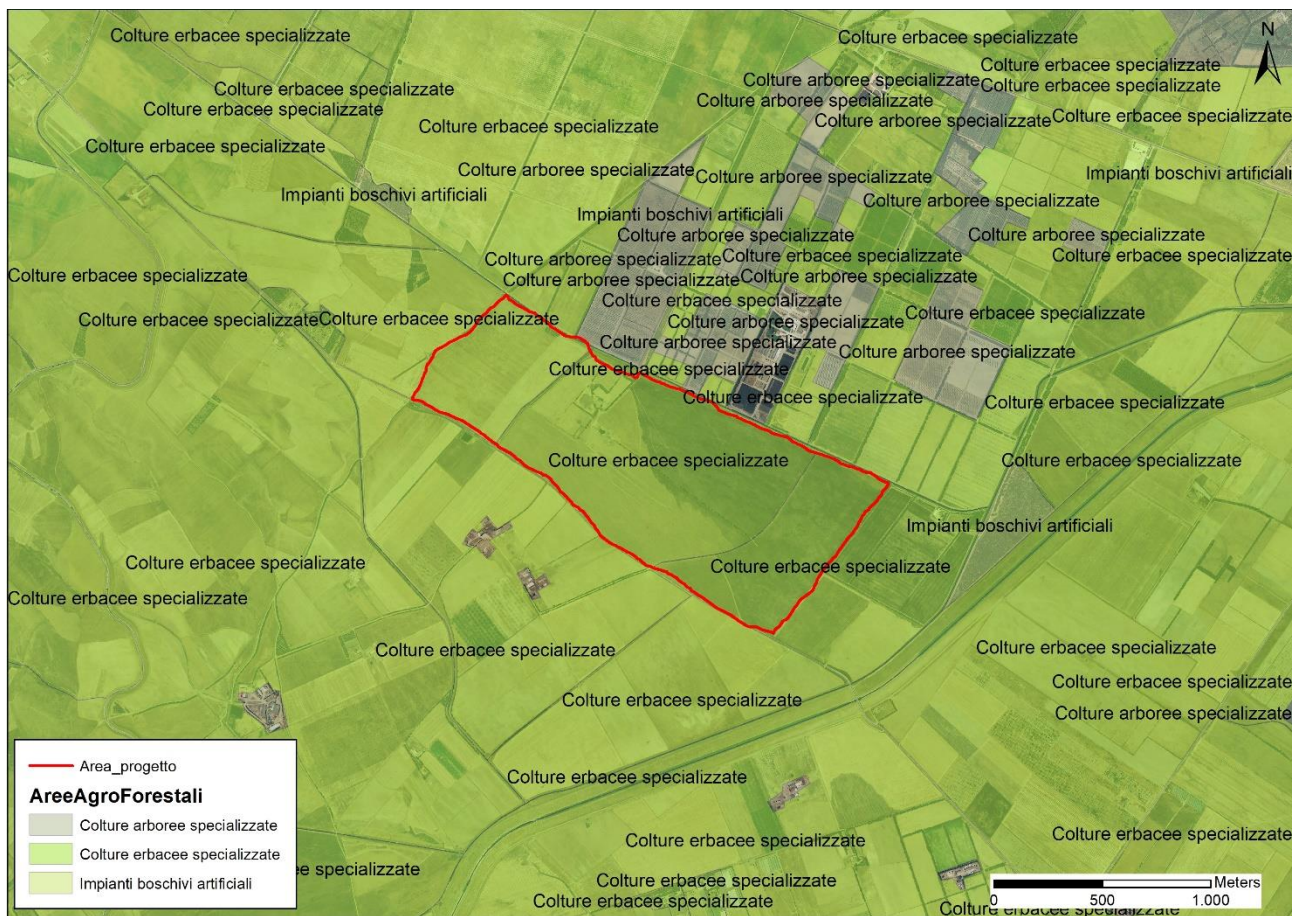 Colture erbacee specializzate
Colture erbacee specializzate
N
Colture erbacee specializzate
Colture arboree specializzate
Colture erbacee specializzate
Colture erbacee specializzate
Colture arboree specializzate
Colture erbacee specializzate
Colture erbacee specializzate
Colture arboree specializzate
Colture erbacee specializzate
Colture erbacee specializzate
Colture arboree specializzate
Colture arboree specializzate
Impianti boschivi artificiali
Impianti boschivi artificiali
Colture arboree specializzate
Impianti boschivi artificiali
Colture arboree specializzate
Colture arboree specializzate
Colture arboree specializzate
Colture erbacee specializzate
Colture erbacee specializzate
Colture erbacee specializzate
Colture arboree specializzate
Colture arboree specializzate
Colture erbacee specializzate
Colture erbacee specializzate
Colture erbacee specializzate
Colture erbacee specializzate
Colture arboree specializzate
Colture arboree specializzate
Colture arboree specializzate
Colture erbacee specializzate
Colture erbacee specializzate
Colture erbacee specializzate
Colture erbacee specializzate
Colture erbacee specializzate
Impianti boschivi artificiali
Colture erbacee specializzate
Colture erbacee specializzate
Colture erbacee specializzate
Colture erbacee specializzate
Colture erbacee specializzate
Colture erbacee specializzate
Colture erbacee specializzate
Colture arboree specializzate
Colture erbacee specializzate
Colture erbacee specializzate
Colture erbacee specializzate
ee specializzate
Colture erbacee specializzate
Colture erbacee specializzate
Colture erbacee specializzate
Area_progetto
AreeAgroForestali
Colture arboree specializzate
Colture erbacee specializzate
Impianti boschivi artificiali
Meters
0 500 1.000